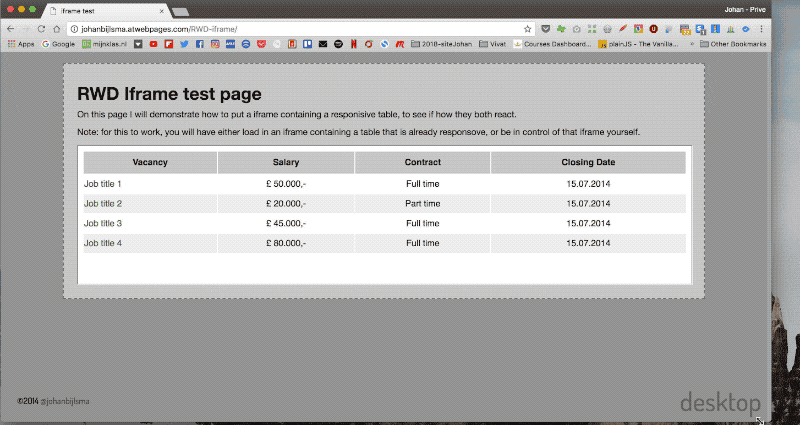 Iframe test
Johan - Prive
johanbijlsma.atwebpages.com/RWD-iframe/
Apps Google mijnklas.nl 2018-siteJohan Vivat Courses Dashboard... plainJS - The Vanilla... » Other Bookmarks
RWD Iframe test page
On this page I will demonstrate how to put a iframe containing a responisive table, to see if how they both react.
Note: for this to work, you will have either load in an iframe containing a table that is already responsove, or be in control of that iframe yourself.
Vacancy Salary Contract Closing Date
Job title 1 £ 50.000,- Full time 15.07.2014
Job title 2 £ 20.000,- Part time 15.07.2014
Job title 3 £ 45.000,- Full time 15.07.2014
Job title 4 £ 80.000,- Full time 15.07.2014
©2014 @johanbijlsma
desktop